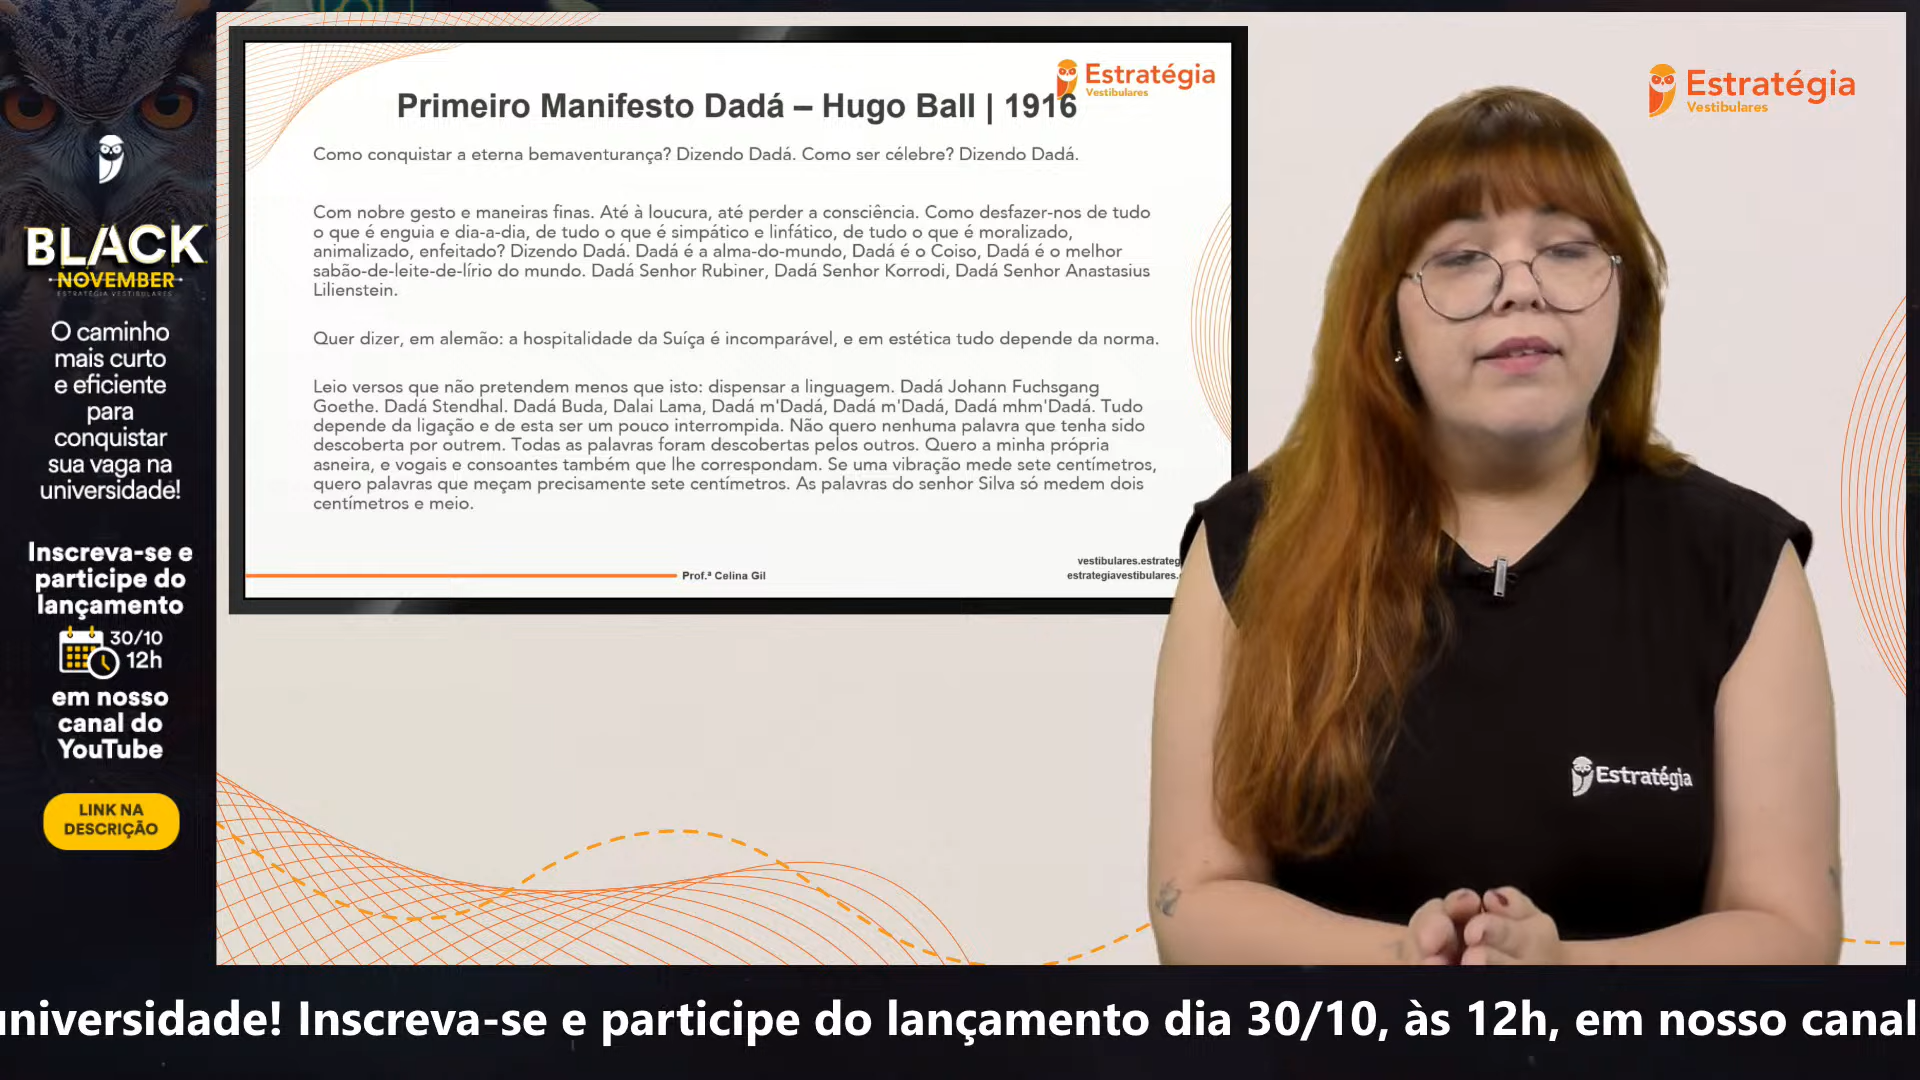 BLACK
NOVEMBER
ESTRATÉGIA VESTIBULARES
O caminho
mais curto
e eficiente
para
conquistar
sua vaga na
universidade!
Inscreva-se e
participe do
lançamento
30/10
12h
em nosso
canal do
YouTube
LINK NA
DESCRIÇÃO
Estratégia
Vestibulares
Primeiro Manifesto Dadá – Hugo Ball | 1916
Como conquistar a eterna bemaventurança? Dizendo Dadá. Como ser célebre? Dizendo Dadá.
Com nobre gesto e maneiras finas. Até à loucura, até perder a consciência. Como desfazer-nos de tudo
o que é enguia e dia-a-dia, de tudo o que é simpático e linfático, de tudo o que é moralizado,
animalizado, enfeitado? Dizendo Dadá. Dadá é a alma-do-mundo, Dadá é o Coiso, Dadá é o melhor
sabão-de-leite-de-lírio do mundo. Dadá Senhor Rubiner, Dadá Senhor Korrodi, Dadá Senhor Anastasius
Lilienstein.
Quer dizer, em alemão: a hospitalidade da Suíça é incomparável, e em estética tudo depende da norma.
Leio versos que não pretendem menos que isto: dispensar a linguagem. Dadá Johann Fuchsgang
Goethe. Dadá Stendhal. Dadá Buda, Dalai Lama, Dadá m'Dadá, Dadá m'Dadá, Dadá mhm'Dadá. Tudo
depende da ligação e de esta ser um pouco interrompida. Não quero nenhuma palavra que tenha sido
descoberta por outrem. Todas as palavras foram descobertas pelos outros. Quero a minha própria
asneira, e vogais e consoantes também que lhe correspondam. Se uma vibração mede sete centímetros,
quero palavras que meçam precisamente sete centímetros. As palavras do senhor Silva só medem dois
centímetros e meio.
Prof.ª Celina Gil
vestibulares.estrateg
estrategiavestibulares.
Estratégia
Vestibulares
Estratégia
universidade! Inscreva-se e participe do lançamento dia 30/10, às 12h, em nosso canal